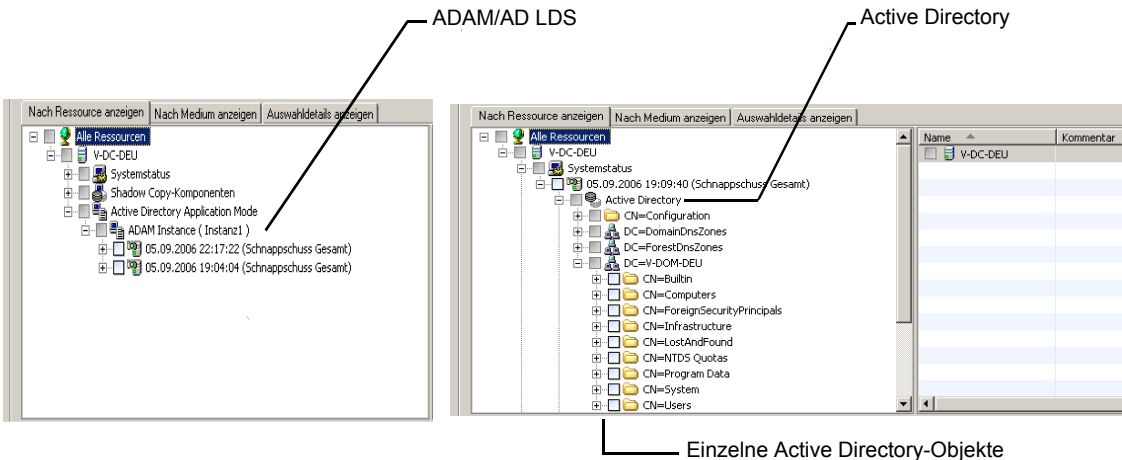 ADAM/AD LDS
Active Directory
Nach Ressource anzeigen
Nach Medium anzeigen
Auswahldetails anzeigen
Alle Ressourcen
V-DC-DEU
Systemstatus
Shadow Copy-Komponenten
Active Directory Application Mode
ADAM Instance ( Instanz1 )
05.09.2006 22:17:22 (Schnappschuss Gesamt)
05.09.2006 19:04:04 (Schnappschuss Gesamt)
Nach Ressource anzeigen
Nach Medium anzeigen
Auswahldetails anzeigen
Alle Ressourcen
V-DC-DEU
Systemstatus
05.09.2006 19:09:40 (Schnappschuss Gesamt)
Active Directory
CN=Configuration
DC=DomainDnsZones
DC=ForestDnsZones
DC=V-DOM-DEU
CN=Builtin
CN=Computers
CN=ForeignSecurityPrincipals
CN=Infrastructure
CN=LostAndFound
CN=NTDS Quotas
CN=Program Data
CN=System
CN=Users
Name
Kommentar
V-DC-DEU
Einzelne Active Directory-Objekte